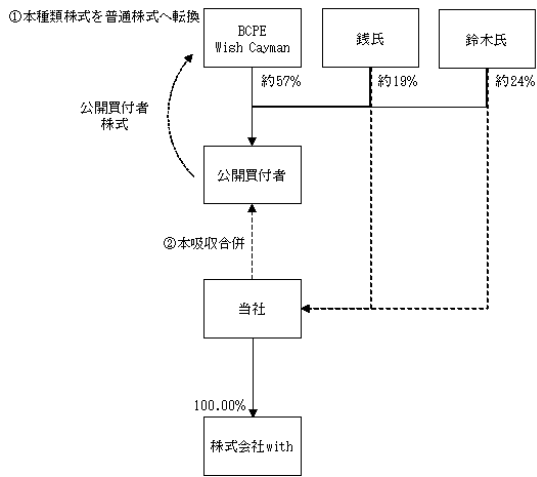 ①本種類株式を普通株式へ転換
BCPE
Wish Cayman
銭氏
鈴木氏
約57%
約19%
約24%
公開買付者
株式
公開買付者
②本吸収合併
当社
100.00%
株式会社with